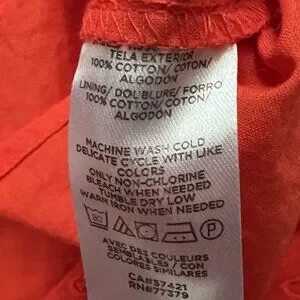 TELA EXTERIOR
100% COTTON/ COTON/
ALGODON
LINING/ DOUBLURE/ FORRO
100% COTTON/ COTON/
ALGODON
MACHINE WASH COLD
DELICATE CYCLE WITH LIKE
COLORS
ONLY NON-CHLORINE
BLEACH WHEN NEEDED
TUMBLE DRY LOW
WARM IRON WHEN NEEDED
P
AVEC DES COULEURS
SEMBLABLES / CON
COLORES SIMILARES
CA#57421
RN#77379